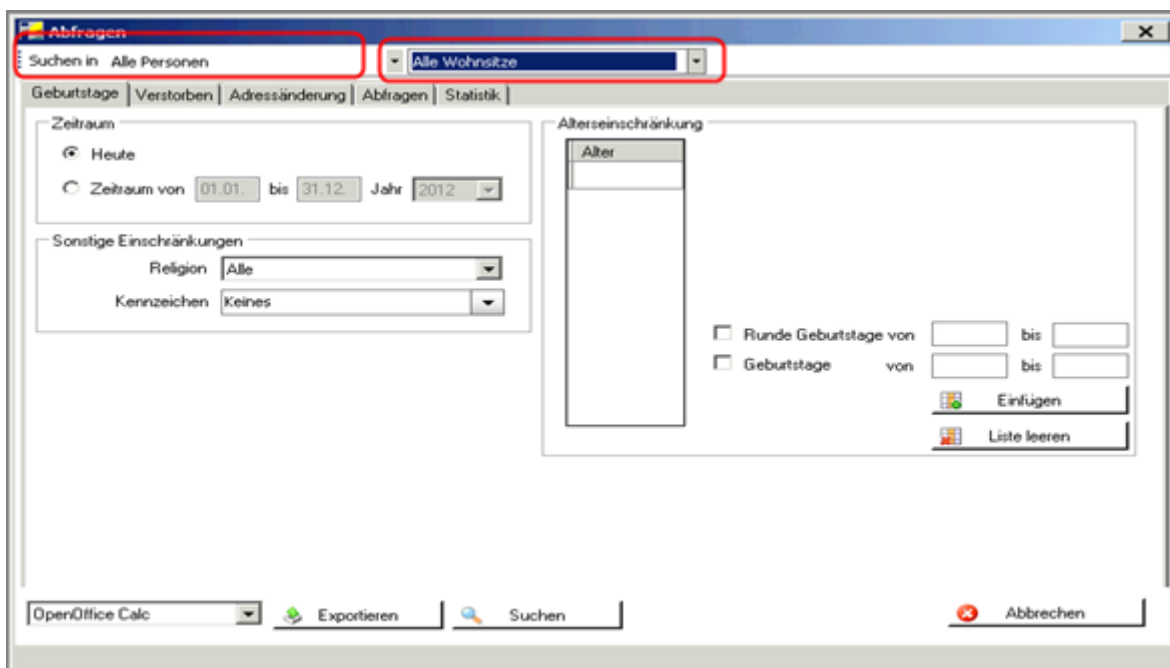 Abfragen
Suchen in Alle Personen Alle Wohnsitze
Geburtstage Verstorben Adressänderung Abfragen Statistik
Zeitraum
Heute
Zeitraum von 01.01. bis 31.12. Jahr 2012
Sonstige Einschränkungen
Religion Alle
Kennzeichen Keines
Alterseinschränkung
Alter
Runde Geburtstage von bis
Geburtstage von bis
Einfügen
Liste leeren
OpenOffice Calc Exportieren Suchen Abbrechen